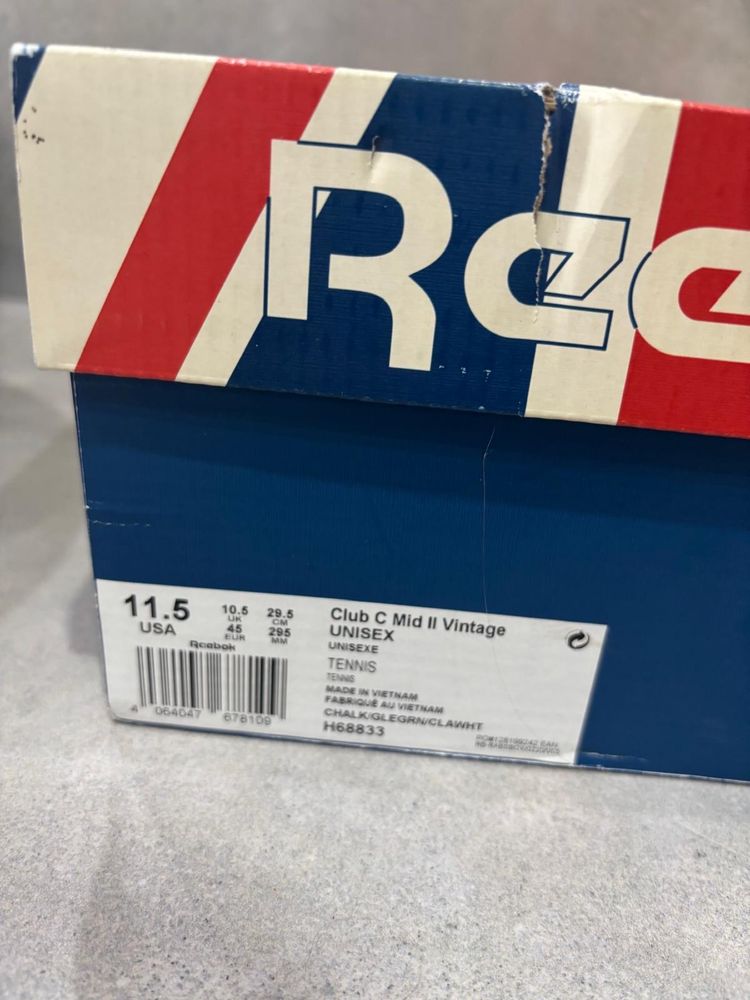 Ree
11.5
USA
10.5
UK
45
EUR
29.5
CM
295
MM
Reebok
4 064047 678109
Club C Mid II Vintage
UNISEX
UNISEXE
TENNIS
TENNIS
MADE IN VIETNAM
FABRIQUÉ AU VIETNAM
CHALK/GLEGRN/CLAWHT
H68833